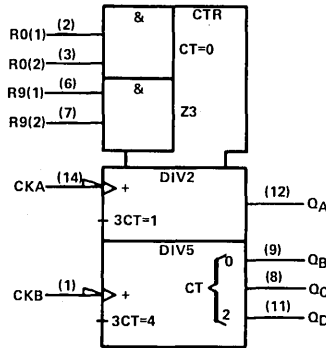 & CTR
R0(1) (2)
CT=0
R0(2) (3)
R9(1) (6)
&
R9(2) (7) Z3
DIV2
CKA (14) + (12) QA
3CT=1
DIV5
0 (9) QB
CT (8) QC
CKB (1) +
2 (11) QD
3CT=4